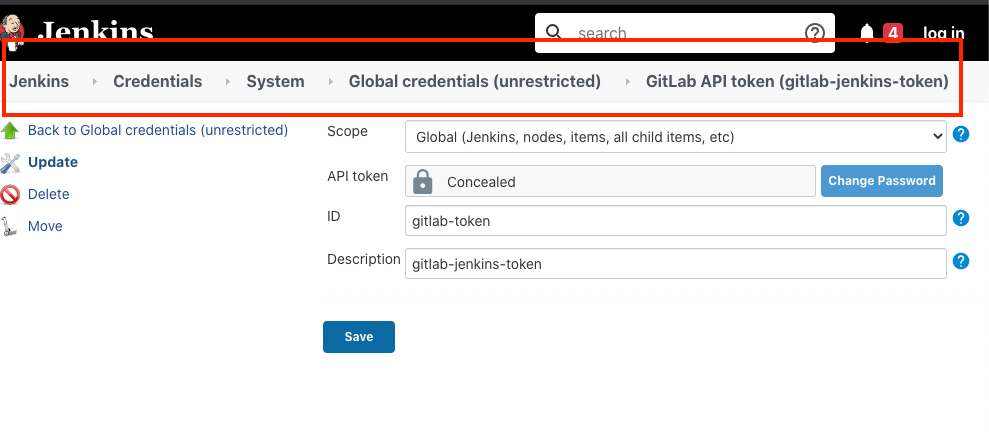 Jenkins
search
4
log in
Jenkins Credentials System Global credentials (unrestricted) GitLab API token (gitlab-jenkins-token)
Back to Global credentials (unrestricted)
Update
Delete
Move
Scope
Global (Jenkins, nodes, items, all child items, etc)
API token
Concealed
Change Password
ID
gitlab-token
Description
gitlab-jenkins-token
Save